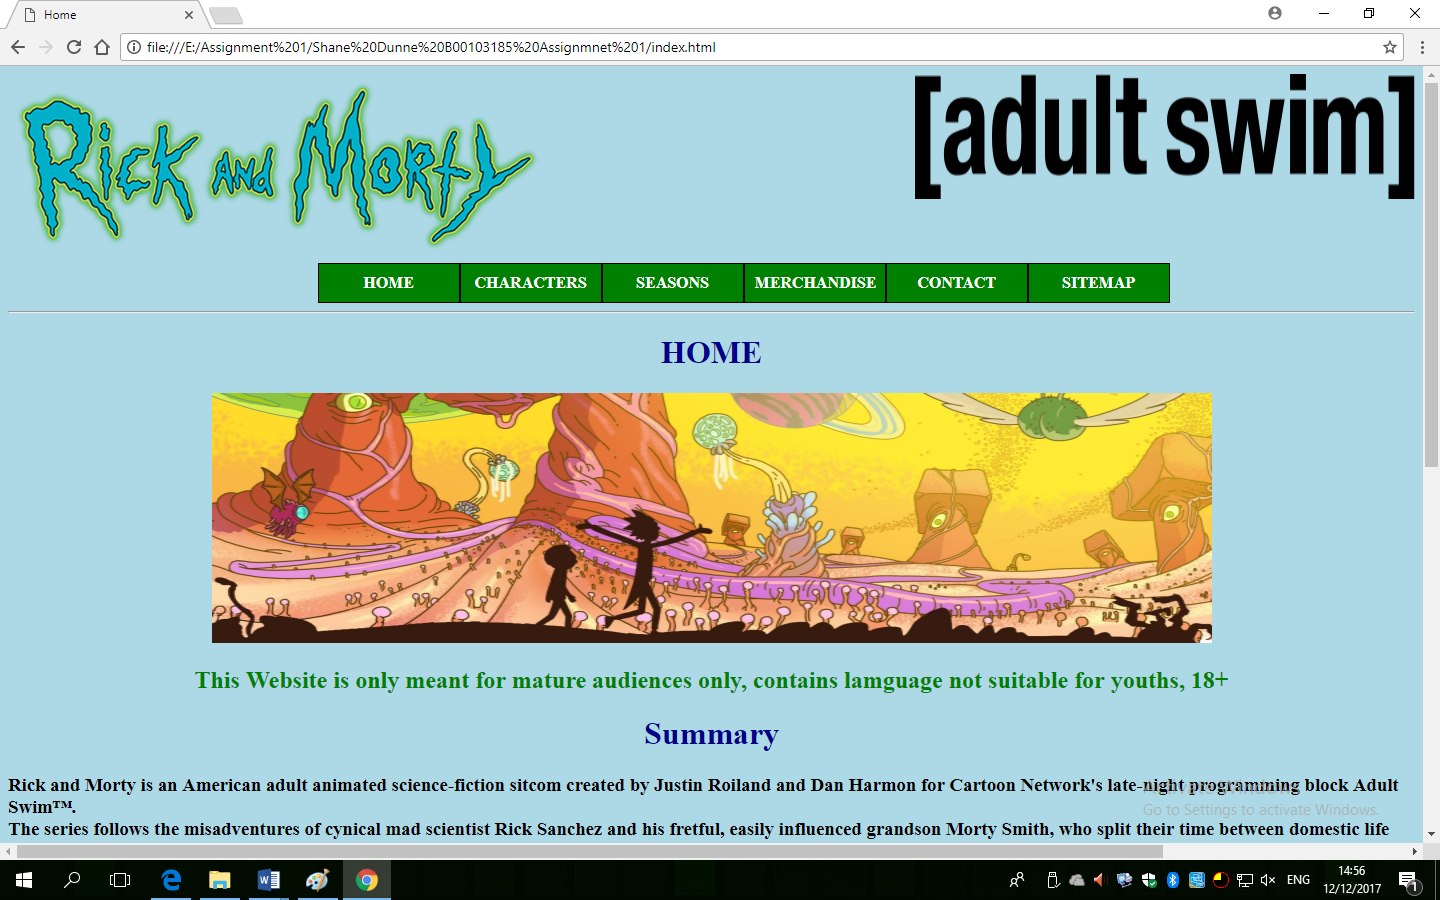 Home
file:///E:/Assignment%201/Shane%20Dunne%20B00103185%20Assignmnet%201/index.html
Rick and Morty
[adult swim]
HOME CHARACTERS SEASONS MERCHANDISE CONTACT SITEMAP
HOME
This Website is only meant for mature audiences only, contains lamguage not suitable for youths, 18+
Summary
Rick and Morty is an American adult animated science-fiction sitcom created by Justin Roiland and Dan Harmon for Cartoon Network's late-night programming block Adult
Swim™.
The series follows the misadventures of cynical mad scientist Rick Sanchez and his fretful, easily influenced grandson Morty Smith, who split their time between domestic life
Activate Windows
Go to Settings to activate Windows.
ENG
14:56
12/12/2017
1